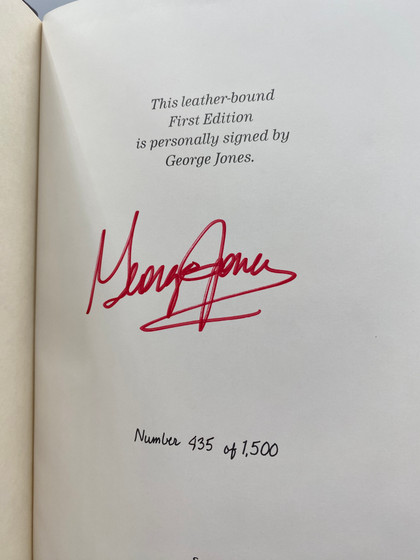 This leather-bound
First Edition
is personally signed by
George Jones.
George Jones
Number 435 of 1,500